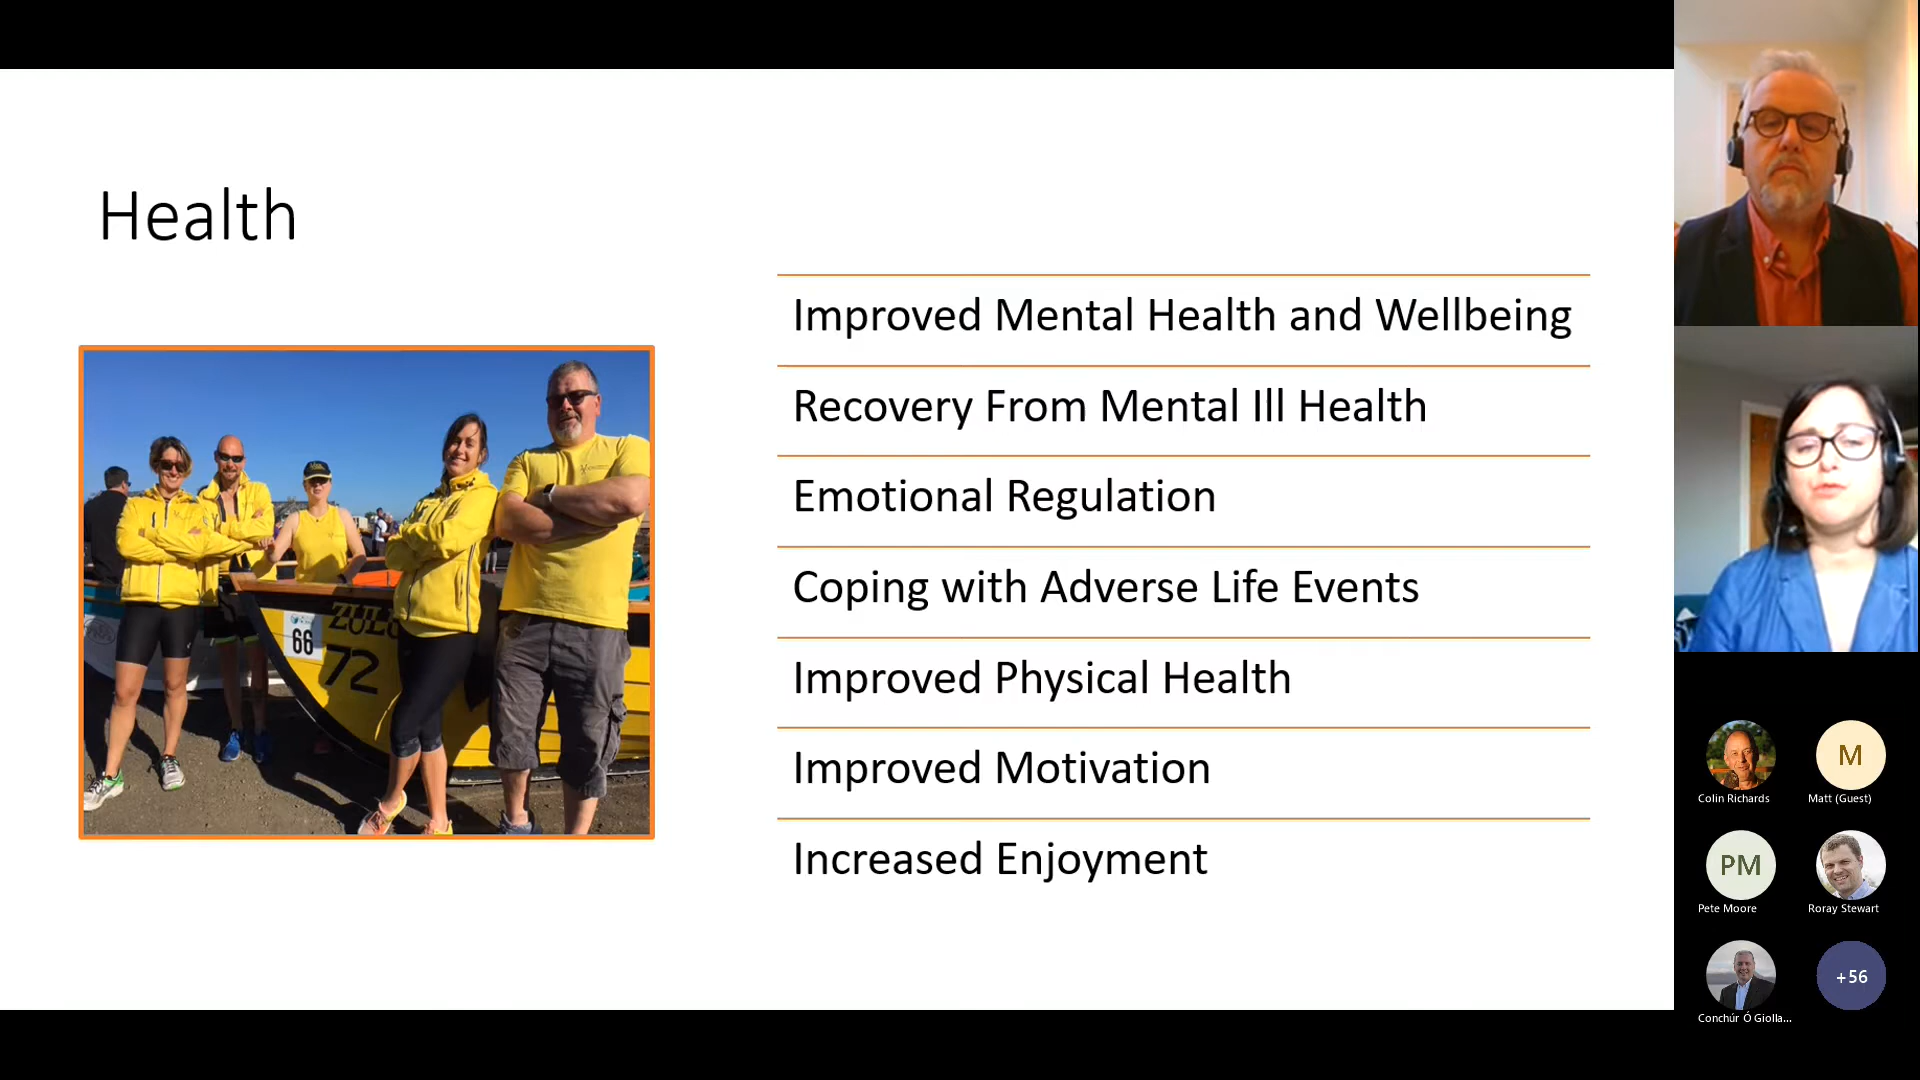 Health
Improved Mental Health and Wellbeing
Recovery From Mental Ill Health
Emotional Regulation
Coping with Adverse Life Events
Improved Physical Health
Improved Motivation
Increased Enjoyment
66
72
Colin Richards
M
Matt (Guest)
PM
Pete Moore
Roray Stewart
Conchúr Ó Giolla...
+56